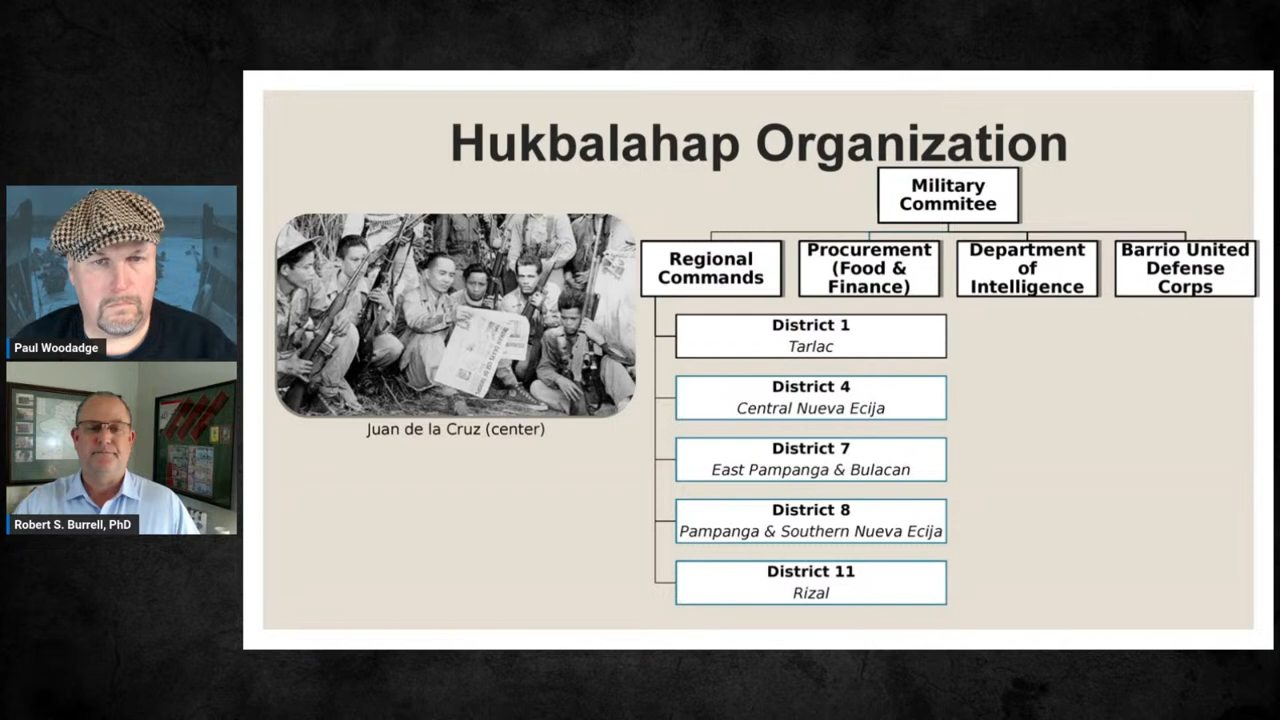 Hukbalahap Organization
Military
Commitee
Regional
Commands
Procurement
(Food &
Finance)
Department
of
Intelligence
Barrio United
Defense
Corps
District 1
Tarlac
District 4
Central Nueva Ecija
District 7
East Pampanga & Bulacan
District 8
Pampanga & Southern Nueva Ecija
District 11
Rizal
Juan de la Cruz (center)
Paul Woodadge
Robert S. Burrell, PhD